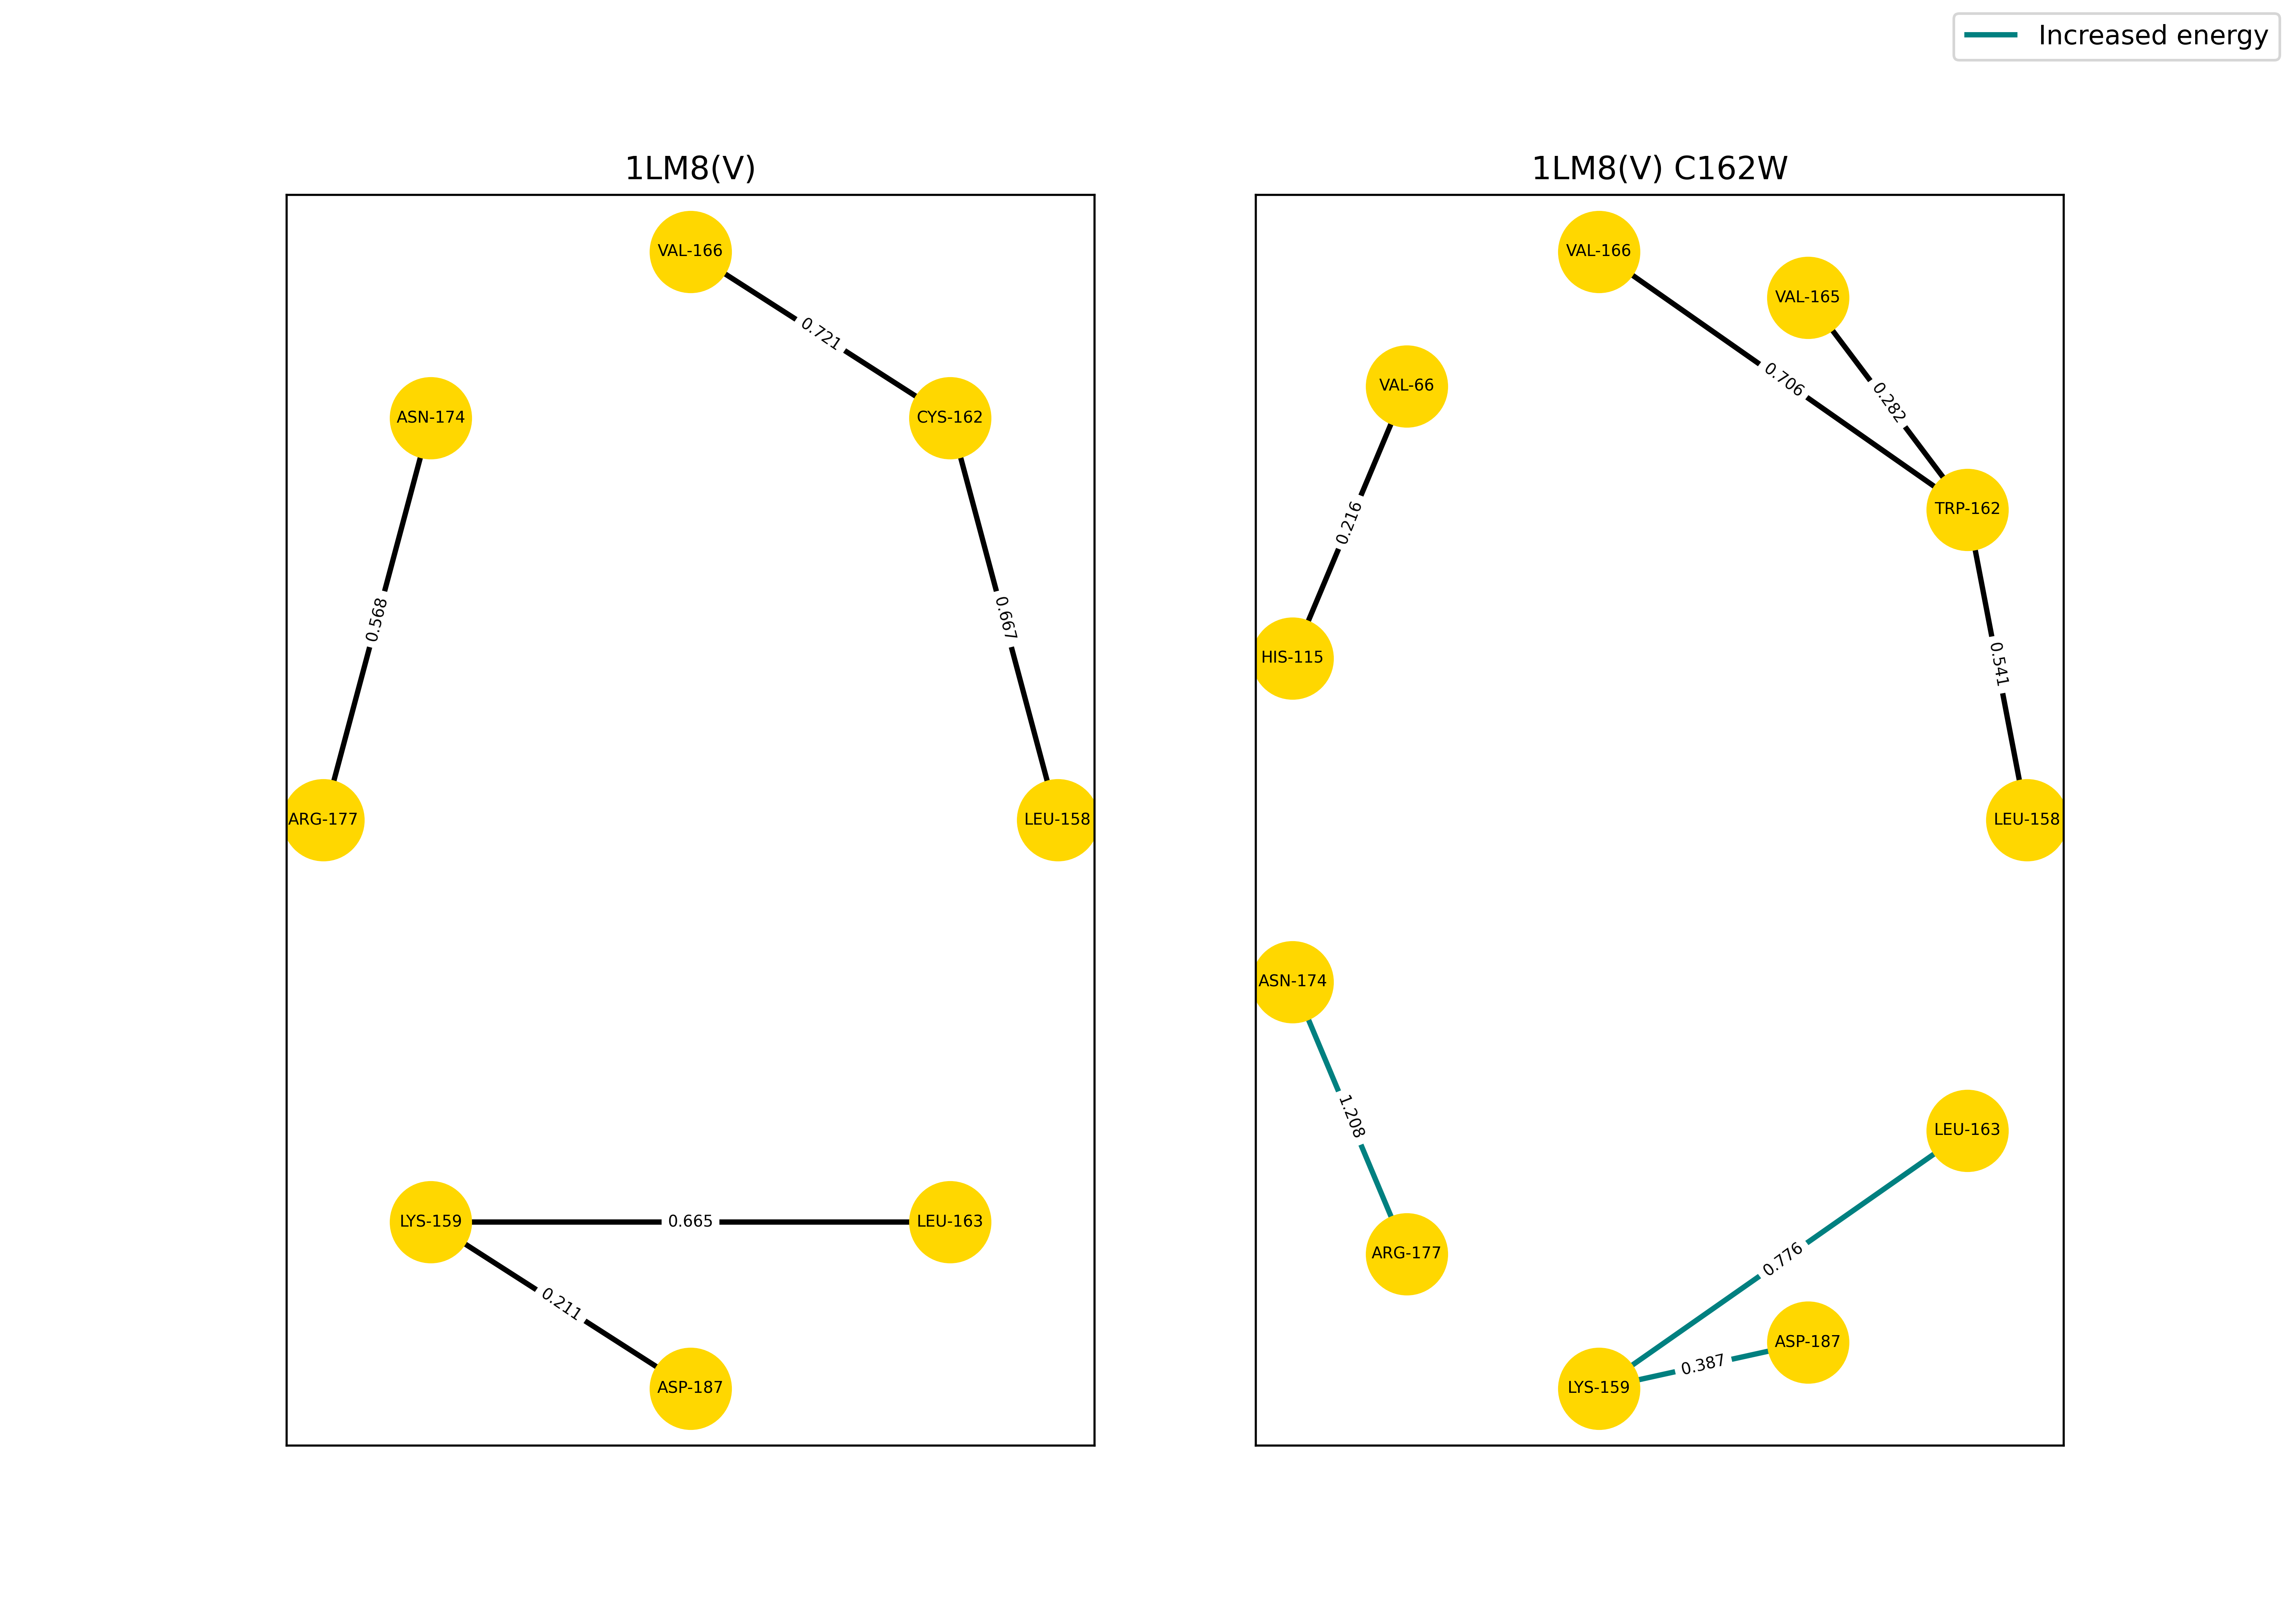 Increased energy
1LM8(V)
VAL-166
0.721
ASN-174
CYS-162
0.568
0.667
ARG-177
LEU-158
LYS-159
0.665
LEU-163
0.211
ASP-187
1LM8(V) C162W
VAL-166
VAL-165
VAL-66
0.706
0.282
TRP-162
0.216
HIS-115
0.541
LEU-158
ASN-174
1.208
LEU-163
ARG-177
0.776
ASP-187
0.387
LYS-159